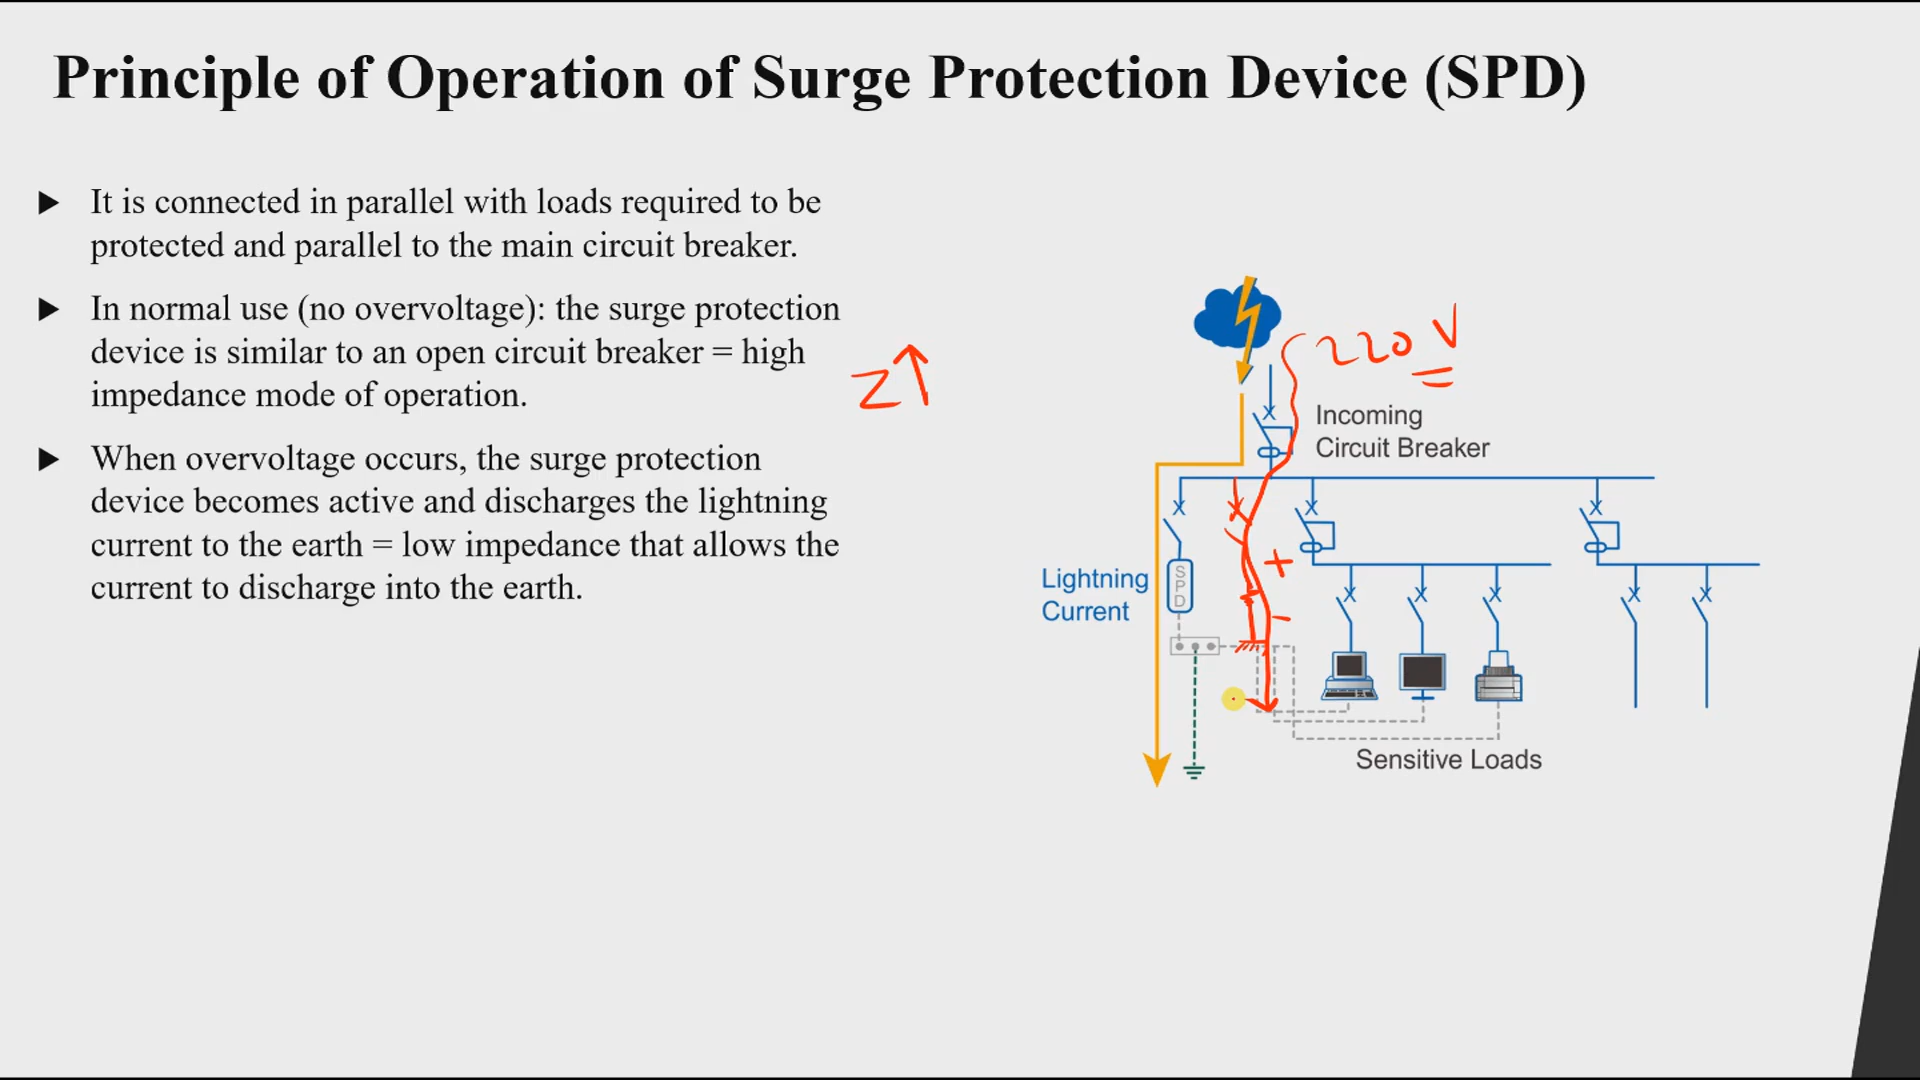 Principle of Operation of Surge Protection Device (SPD)
It is connected in parallel with loads required to be
protected and parallel to the main circuit breaker.
In normal use (no overvoltage): the surge protection
device is similar to an open circuit breaker = high
impedance mode of operation.
Z↑
When overvoltage occurs, the surge protection
device becomes active and discharges the lightning
current to the earth = low impedance that allows the
current to discharge into the earth.
220 V
Incoming
Circuit Breaker
Lightning
Current
SPD
+
-
Sensitive Loads